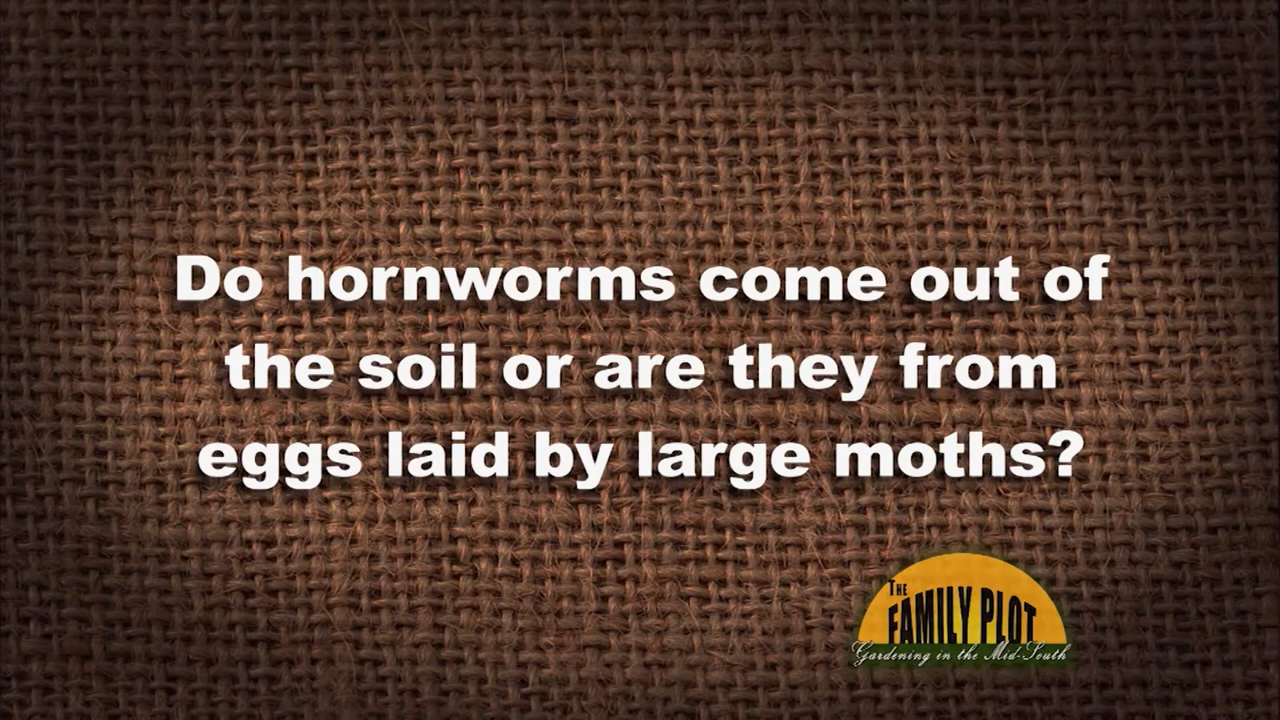 Do hornworms come out of
the soil or are they from
eggs laid by large moths?
THE
FAMILY PLOT
Gardening in the Mid-South